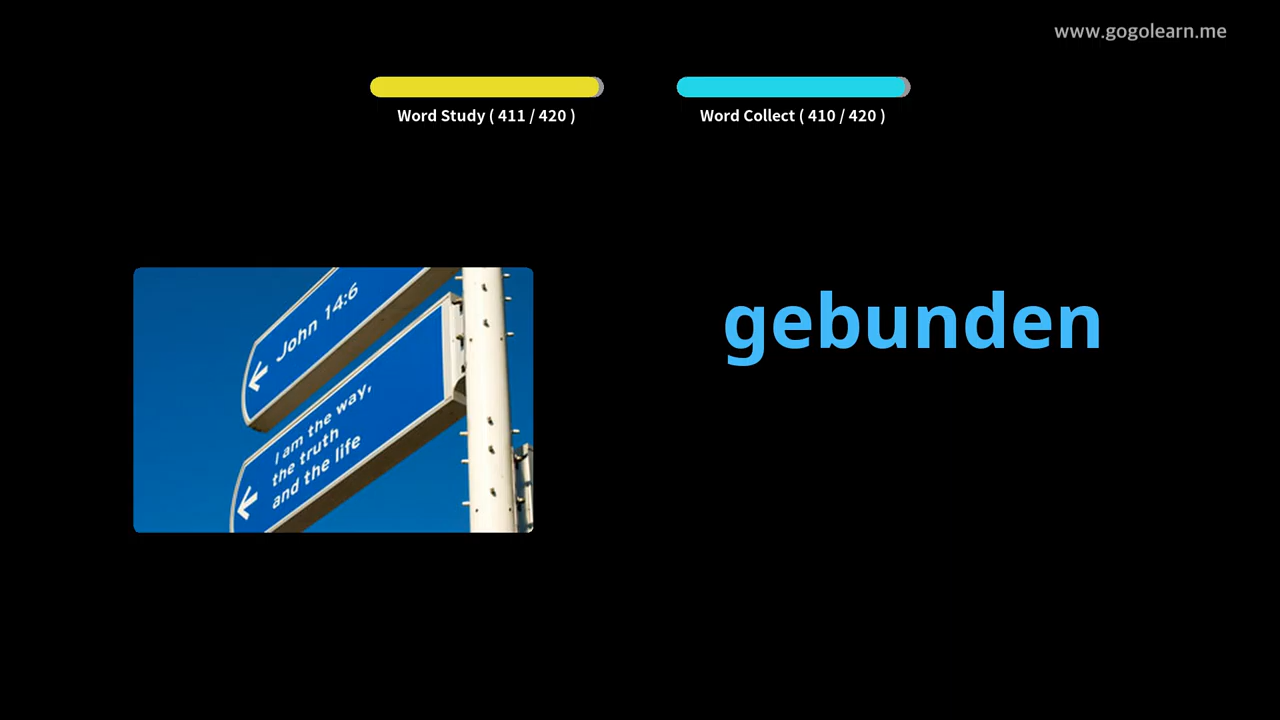 www.gogolearn.me
Word Study ( 411 / 420 )
Word Collect ( 410 / 420 )
John 14:6
I am the way,
the truth
and the life
gebunden